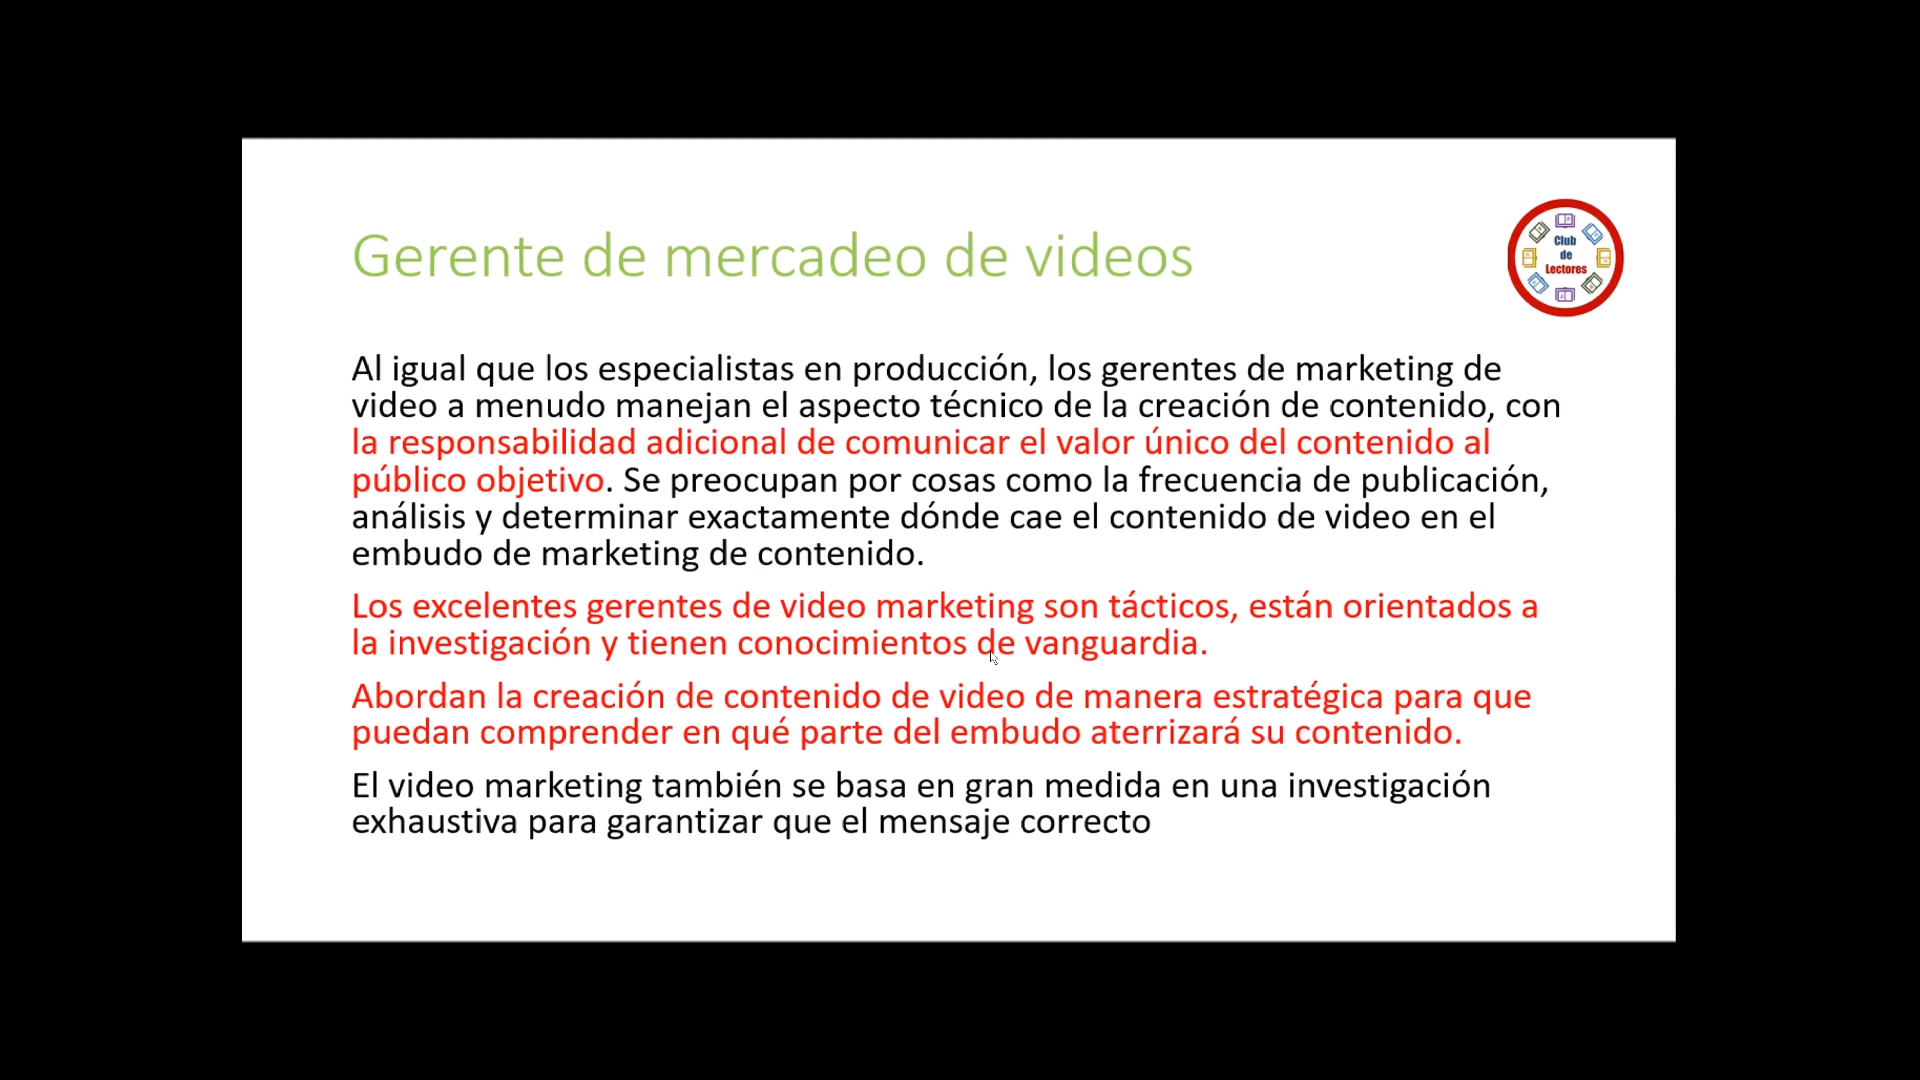 Gerente de mercadeo de videos
Club
de
Lectores
Al igual que los especialistas en producción, los gerentes de marketing de
video a menudo manejan el aspecto técnico de la creación de contenido, con
la responsabilidad adicional de comunicar el valor único del contenido al
público objetivo. Se preocupan por cosas como la frecuencia de publicación,
análisis y determinar exactamente dónde cae el contenido de video en el
embudo de marketing de contenido.
Los excelentes gerentes de video marketing son tácticos, están orientados a
la investigación y tienen conocimientos de vanguardia.
Abordan la creación de contenido de video de manera estratégica para que
puedan comprender en qué parte del embudo aterrizará su contenido.
El video marketing también se basa en gran medida en una investigación
exhaustiva para garantizar que el mensaje correcto